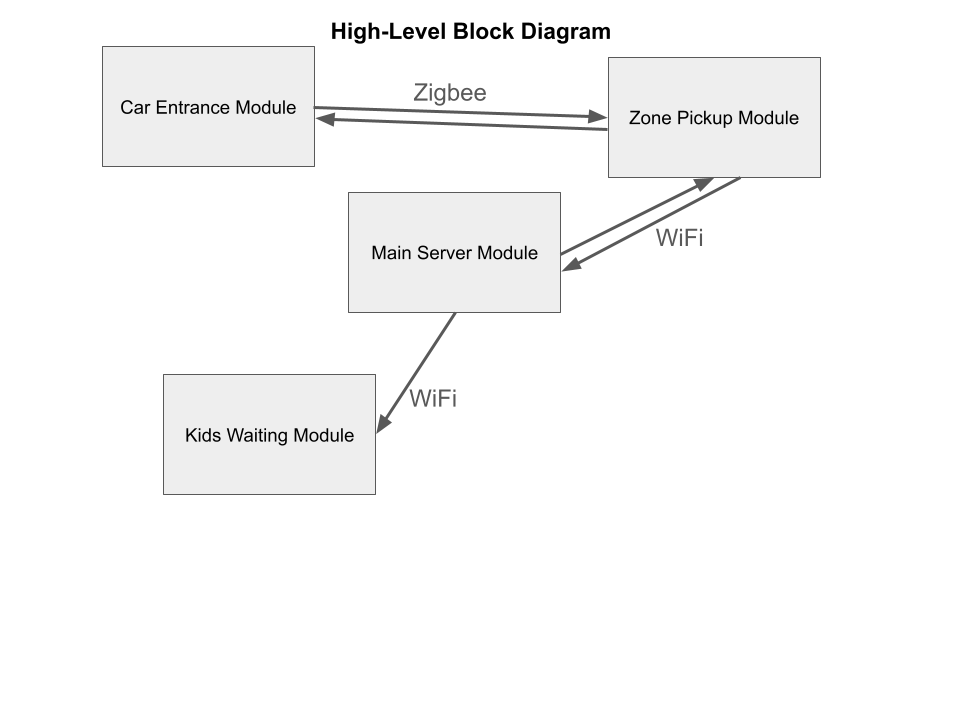 High-Level Block Diagram
Car Entrance Module
Zigbee
Zone Pickup Module
Main Server Module
WiFi
WiFi
Kids Waiting Module